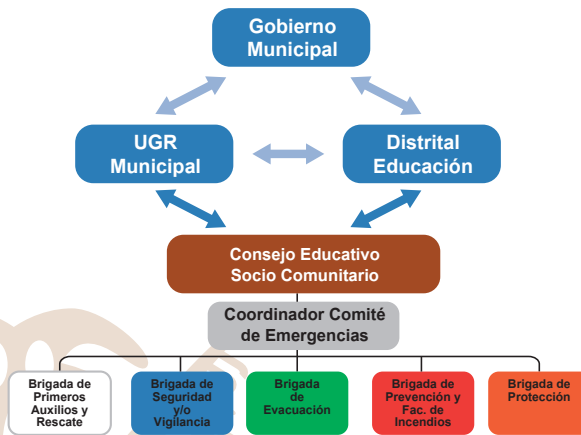 Gobierno
Municipal
UGR
Municipal
Distrital
Educación
Consejo Educativo
Socio Comunitario
Coordinador Comité
de Emergencias
Brigada de
Primeros
Auxilios y
Rescate
Brigada de
Seguridad
y/o
Vigilancia
Brigada
de
Evacuación
Brigada de
Prevención y
Fac. de
Incendios
Brigada de
Protección